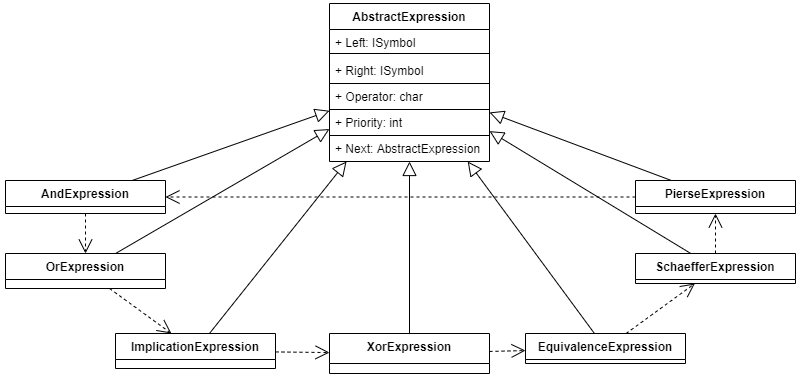 AbstractExpression
+ Left: ISymbol
+ Right: ISymbol
+ Operator: char
+ Priority: int
+ Next: AbstractExpression
AndExpression
PierseExpression
OrExpression
SchaefferExpression
ImplicationExpression
XorExpression
EquivalenceExpression